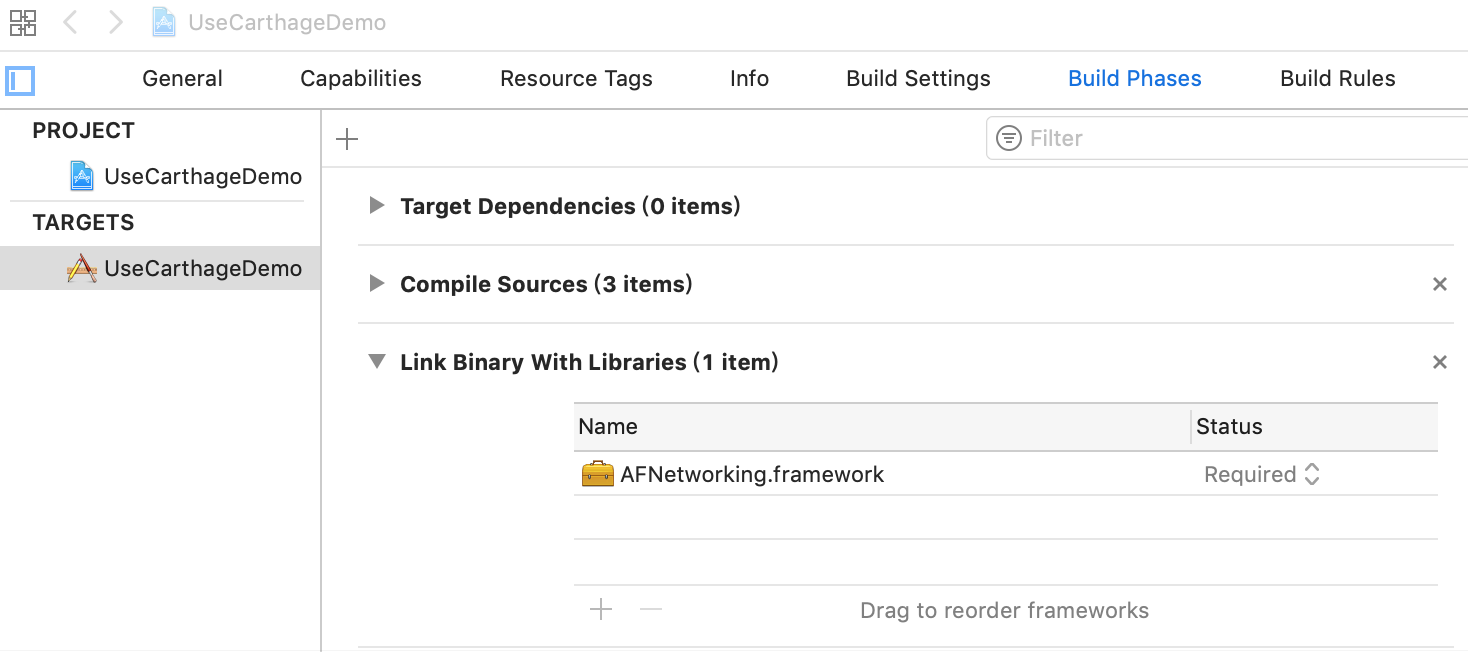 UseCarthageDemo
General Capabilities Resource Tags Info Build Settings Build Phases Build Rules
PROJECT
Filter
UseCarthageDemo
TARGETS
UseCarthageDemo
Target Dependencies (0 items)
Compile Sources (3 items)
Link Binary With Libraries (1 item)
Name Status
AFNetworking.framework Required
Drag to reorder frameworks